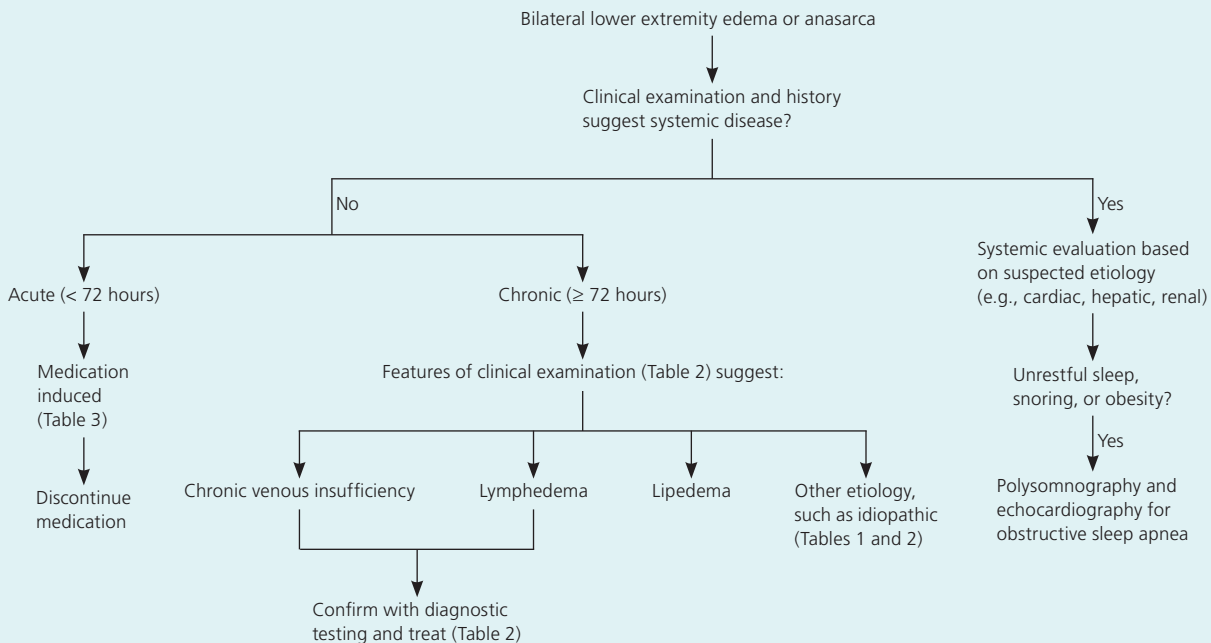 Bilateral lower extremity edema or anasarca
Clinical examination and history
suggest systemic disease?
No
Yes
Acute (< 72 hours)
Medication
induced
(Table 3)
Discontinue
medication
Chronic (≥ 72 hours)
Features of clinical examination (Table 2) suggest:
Chronic venous insufficiency
Lymphedema
Lipedema
Other etiology,
such as idiopathic
(Tables 1 and 2)
Confirm with diagnostic
testing and treat (Table 2)
Systemic evaluation based
on suspected etiology
(e.g., cardiac, hepatic, renal)
Unrestful sleep,
snoring, or obesity?
Yes
Polysomnography and
echocardiography for
obstructive sleep apnea